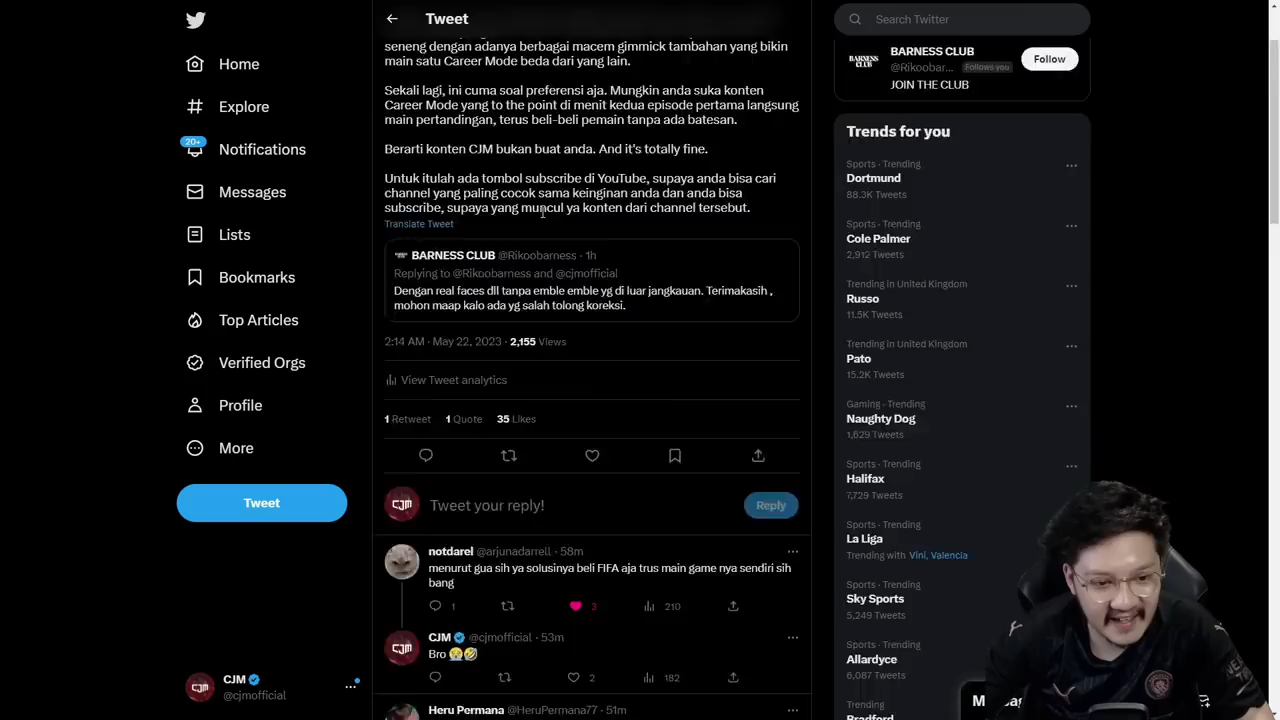 Home
Explore
20+
Notifications
Messages
Lists
Bookmarks
Top Articles
Verified Orgs
Profile
More
Tweet
CJM
@cjmofficial
Tweet
seneng dengan adanya berbagai macem gimmick tambahan yang bikin
main satu Career Mode beda dari yang lain.
Sekali lagi, ini cuma soal preferensi aja. Mungkin anda suka konten
Career Mode yang to the point di menit kedua episode pertama langsung
main pertandingan, terus beli-beli pemain tanpa ada batesan.
Berarti konten CJM bukan buat anda. And it's totally fine.
Untuk itulah ada tombol subscribe di YouTube, supaya anda bisa cari
channel yang paling cocok sama keinginan anda dan anda bisa
subscribe, supaya yang muncul ya konten dari channel tersebut.
Translate Tweet
BARNESS CLUB @Rikoobarness · 1h
Replying to @Rikoobarness and @cjmofficial
Dengan real faces dll tanpa emble emble yg di luar jangkauan. Terimakasih ,
mohon maap kalo ada yg salah tolong koreksi.
2:14 AM · May 22, 2023 · 2,155 Views
View Tweet analytics
1 Retweet 1 Quote 35 Likes
CJM
Tweet your reply!
Reply
notdarel @arjunadarrell · 58m
menurut gua sih ya solusinya beli FIFA aja trus main game nya sendiri sih
bang
1 3 210
CJM
CJM @cjmofficial · 53m
Bro 😭🤣
2 182
Heru Permana @HeruPermana77 · 51m
Search Twitter
BARNESS CLUB
@Rikoobar... Follows you
Follow
JOIN THE CLUB
Trends for you
Sports · Trending
Dortmund
88.3K Tweets
Sports · Trending
Cole Palmer
2,912 Tweets
Trending in United Kingdom
Russo
11.5K Tweets
Trending in United Kingdom
Pato
15.2K Tweets
Gaming · Trending
Naughty Dog
1,629 Tweets
Sports · Trending
Halifax
7,729 Tweets
Sports · Trending
La Liga
Trending with Vini, Valencia
Sports · Trending
Sky Sports
5,249 Tweets
Sports · Trending
Allardyce
6,087 Tweets
Sports · Trending
Bradford